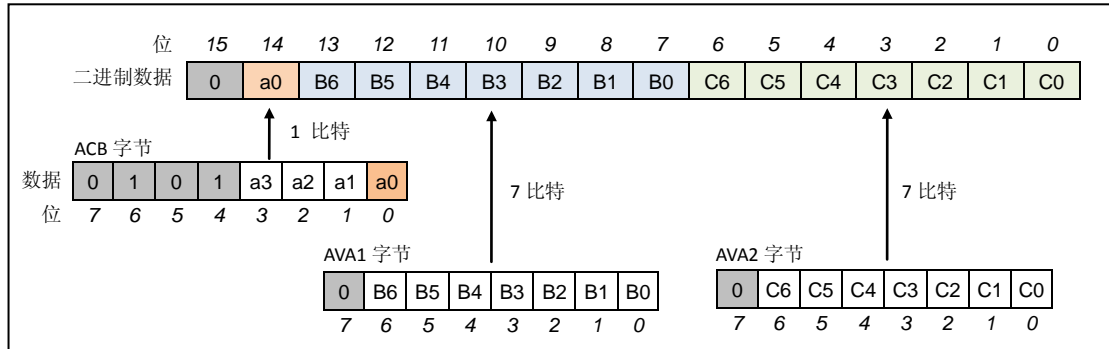 位 15 14 13 12 11 10 9 8 7 6 5 4 3 2 1 0
二进制数据 0 a0 B6 B5 B4 B3 B2 B1 B0 C6 C5 C4 C3 C2 C1 C0
1 比特
ACB 字节
数据 0 1 0 1 a3 a2 a1 a0
位 7 6 5 4 3 2 1 0
7 比特
7 比特
AVA1 字节
0 B6 B5 B4 B3 B2 B1 B0
7 6 5 4 3 2 1 0
AVA2 字节
0 C6 C5 C4 C3 C2 C1 C0
7 6 5 4 3 2 1 0